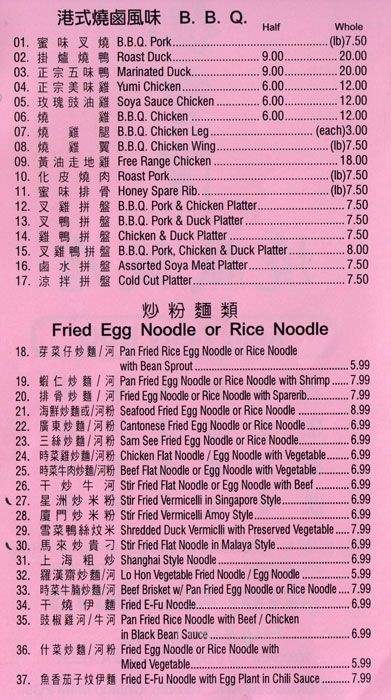 港式燒鹵風味 B. B. Q.
Half Whole
01. 蜜味叉燒 B.B.Q. Pork (lb)7.50
02. 掛爐燒鴨 Roast Duck 9.00 20.00
03. 正宗五味鴨 Marinated Duck 9.00 20.00
04. 正宗美味雞 Yumi Chicken 6.00 12.00
05. 玫瑰豉油雞 Soya Sauce Chicken 6.00 12.00
06. 燒雞 B.B.Q. Chicken 6.00 12.00
07. 燒雞腿 B.B.Q. Chicken Leg (each)3.00
08. 燒雞翼 B.B.Q. Chicken Wing (lb)7.50
09. 黃油走地雞 Free Range Chicken 18.00
10. 化皮燒肉 Roast Pork (lb)7.50
11. 蜜味排骨 Honey Spare Rib. (lb)7.50
12. 叉雞拼盤 B.B.Q. Pork & Chicken Platter 7.50
13. 叉鴨拼盤 B.B.Q. Pork & Duck Platter 7.50
14. 雞鴨拼盤 Chicken & Duck Platter 7.50
15. 叉雞鴨拼盤 B.B.Q. Pork, Chicken & Duck Platter 8.00
16. 鹵水拼盤 Assorted Soya Meat Platter 7.50
17. 涼拌拼盤 Cold Cut Platter 7.50
炒粉麵類
Fried Egg Noodle or Rice Noodle
18. 芽菜仔炒麵/河 Pan Fried Rice Egg Noodle or Rice Noodle
with Bean Sprout 5.99
19. 蝦仁炒麵/河 Pan Fried Egg Noodle or Rice Noodle with Shrimp 7.99
20. 排骨炒麵/河 Fried Egg Noodle or Rice Noodle with Sparerib 7.99
21. 海鮮炒麵或/河粉 Seafood Fried Egg Noodle or Rice Noodle 8.99
22. 廣東炒麵/河粉 Cantonese Fried Egg Noodle or Rice Noodle 6.99
23. 三絲炒麵/河粉 Sam See Fried Egg Noodle or Rice Noodle 6.99
24. 時菜雞炒麵/河粉 Chicken Flat Noodle / Egg Noodle with Vegetable 6.99
25. 時菜牛肉炒麵/河粉 Beef Flat Noodle or Egg Noodle with Vegetable 6.99
26. 干炒牛河 Stir Fried Flat Noodle or Egg Noodle with Beef 6.99
27. 星洲炒米粉 Stir Fried Vermicelli in Singapore Style 6.99
28. 廈門炒米粉 Stir Fried Vermicelli Amoy Style 6.99
29. 雪菜鴨絲炆米 Shredded Duck Vermiclli with Preserved Vegetable 7.99
30. 馬來炒貴刁 Stir Fried Flat Noodle in Malaya Style 6.99
31. 上海粗炒 Shanghai Style Noodle 6.99
32. 羅漢齋炒麵/河 Lo Hon Vegetable Fried Noodle / Egg Noodle 5.99
33. 時菜牛腩炒麵/河 Beef Brisket w/ Pan Fried Egg Noodle or Rice Noodle 7.99
34. 干燒伊麵 Fried E-Fu Noodle 6.99
35. 豉椒雞河/牛河 Pan Fried Rice Noodle with Beef / Chicken
in Black Bean Sauce 6.99
36. 什菜炒麵/河粉 Fried Egg Noodle or Rice Noodle with
Mixed Vegetable 5.99
37. 魚香茄子炆伊麵 Fried E-Fu Noodle with Egg Plant in Chili Sauce 7.99